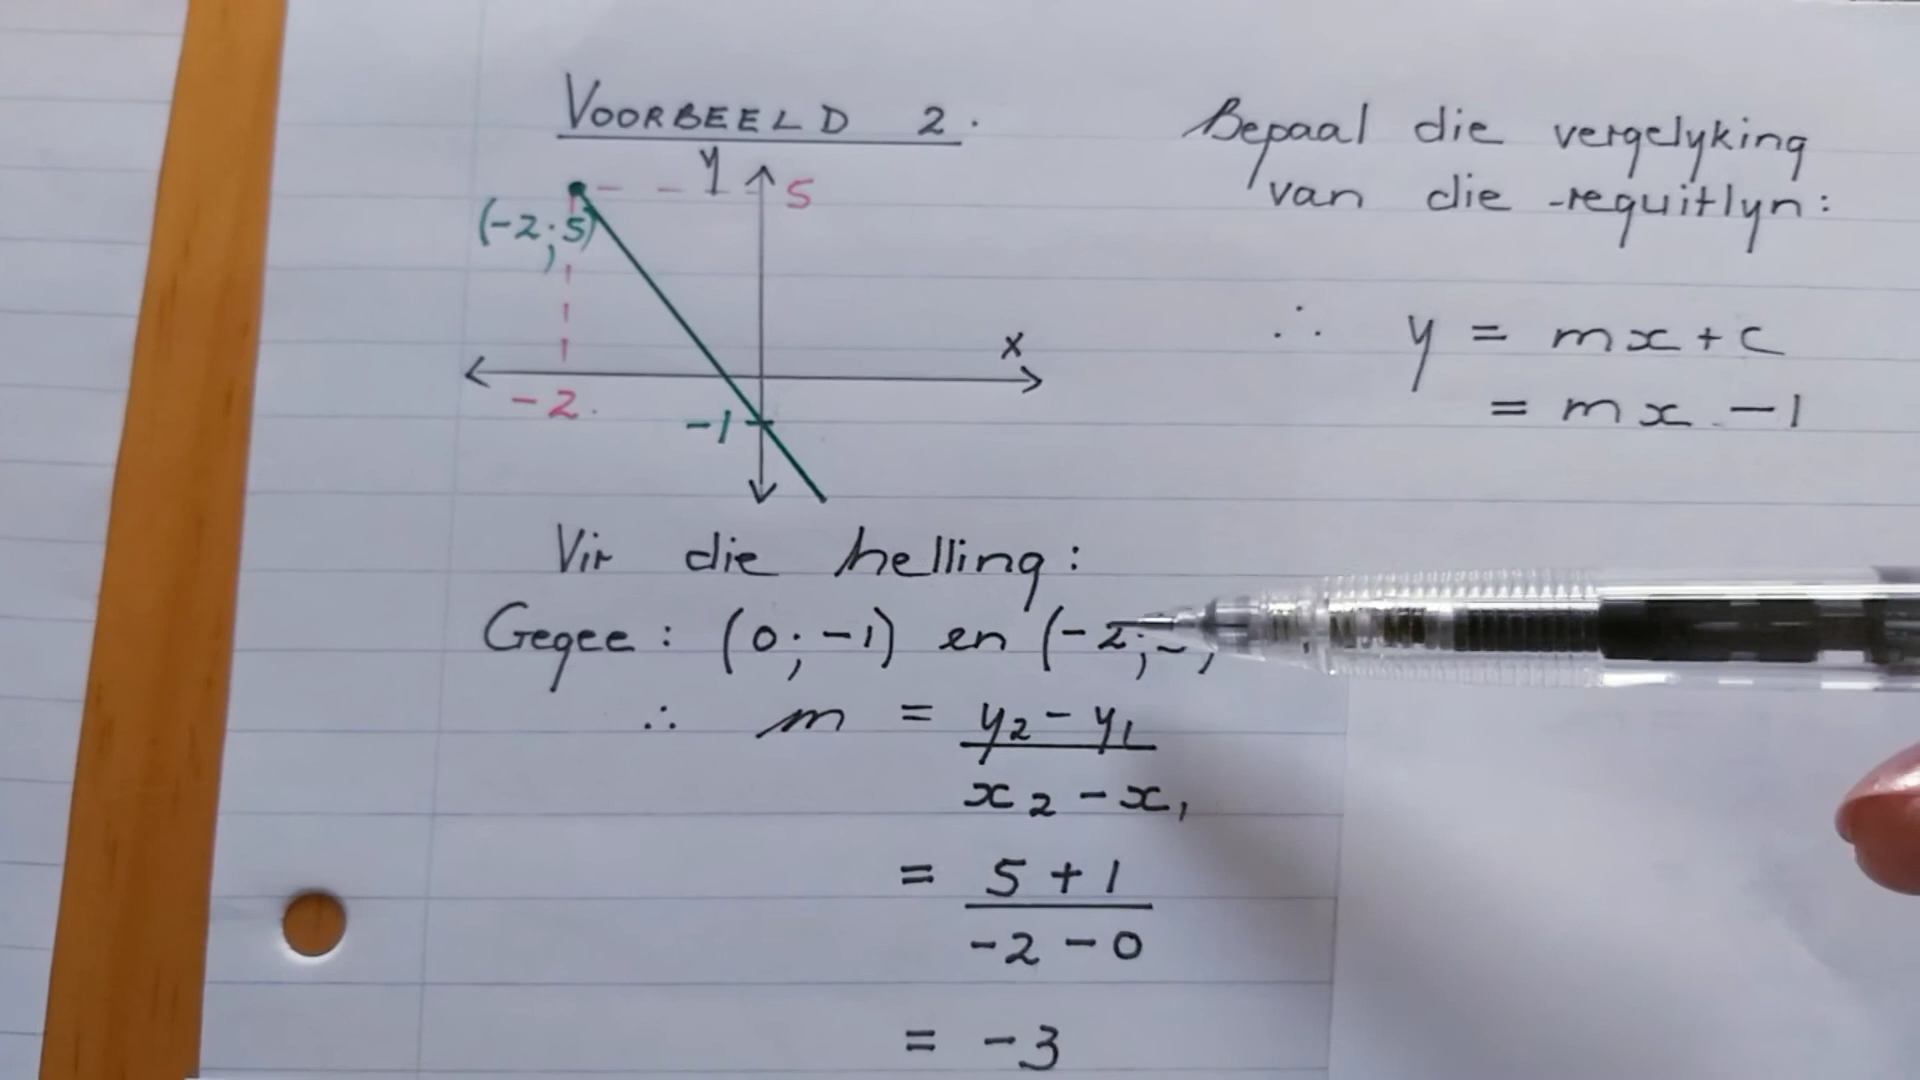 VOORBEELD 2.
y
5
(-2;5)
x
-2.
-1
Bepaal die vergelyking
van die reguitlyn:
∴ y = mx + c
= mx - 1
Vir die helling:
Gegee: (0; -1) en (-2;
∴ m = y2 - y1
x2 - x1
= 5 + 1
-2 - 0
= -3